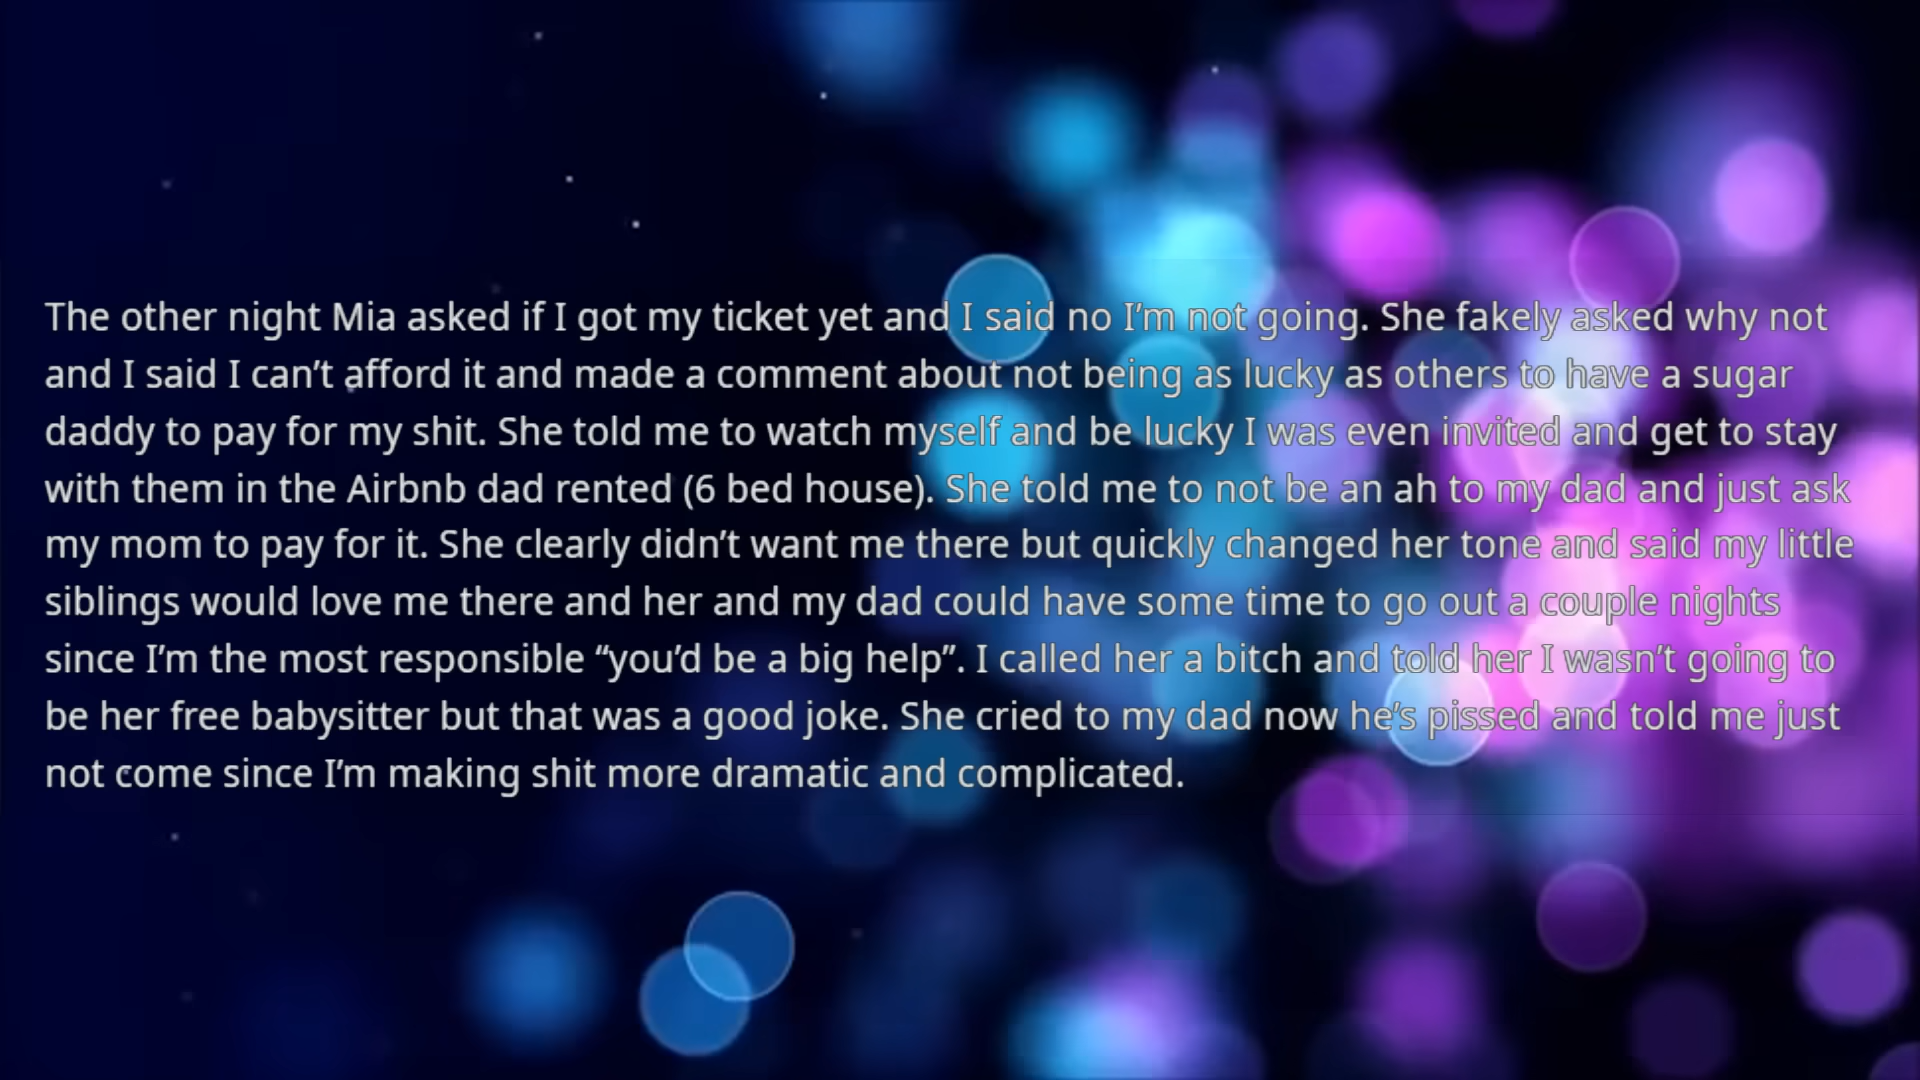 The other night Mia asked if I got my ticket yet and I said no I’m not going. She fakely asked why not
and I said I can’t afford it and made a comment about not being as lucky as others to have a sugar
daddy to pay for my shit. She told me to watch myself and be lucky I was even invited and get to stay
with them in the Airbnb dad rented (6 bed house). She told me to not be an ah to my dad and just ask
my mom to pay for it. She clearly didn’t want me there but quickly changed her tone and said my little
siblings would love me there and her and my dad could have some time to go out a couple nights
since I’m the most responsible “you’d be a big help”. I called her a bitch and told her I wasn’t going to
be her free babysitter but that was a good joke. She cried to my dad now he’s pissed and told me just
not come since I’m making shit more dramatic and complicated.